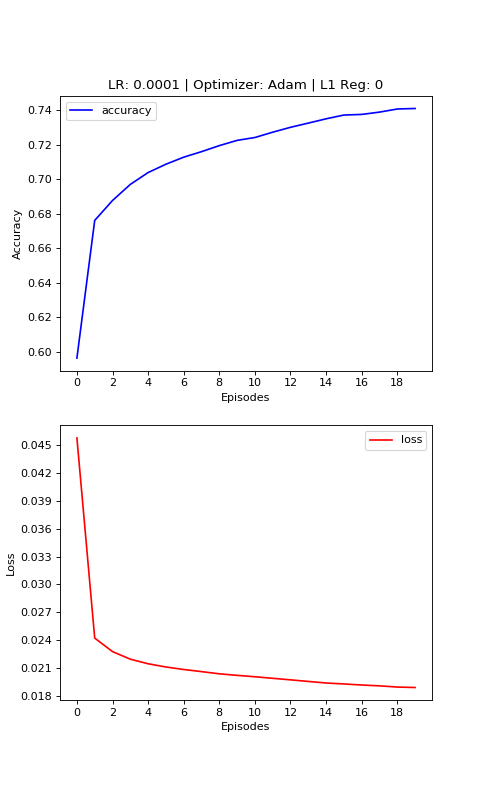 LR: 0.0001 | Optimizer: Adam | L1 Reg: 0
accuracy
0.74
0.72
0.70
0.68
0.66
0.64
0.62
0.60
Accuracy
0 2 4 6 8 10 12 14 16 18
Episodes
loss
0.045
0.042
0.039
0.036
0.033
0.030
0.027
0.024
0.021
0.018
Loss
0 2 4 6 8 10 12 14 16 18
Episodes